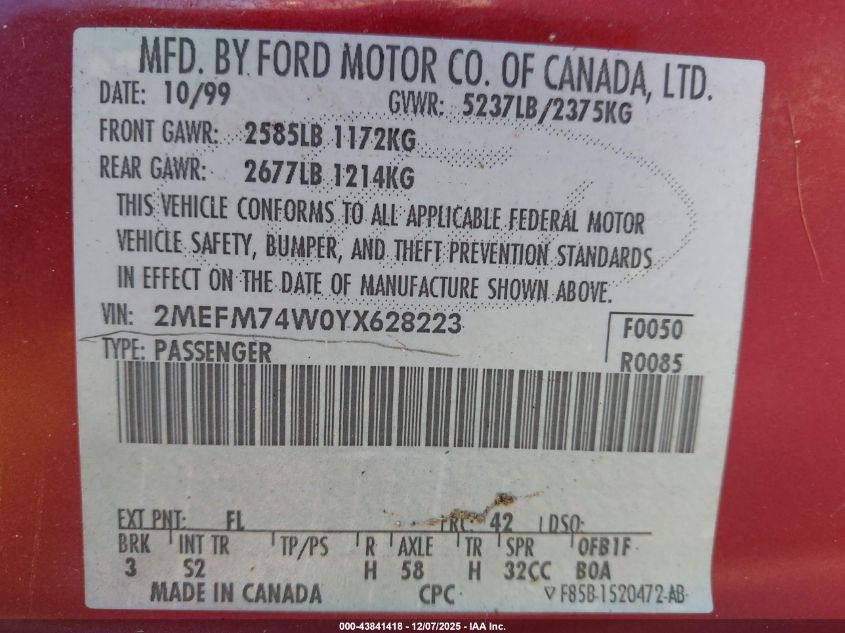 MFD. BY FORD MOTOR CO. OF CANADA, LTD.
DATE: 10/99 GVWR: 5237LB/2375KG
FRONT GAWR: 2585LB 1172KG
REAR GAWR: 2677LB 1214KG
THIS VEHICLE CONFORMS TO ALL APPLICABLE FEDERAL MOTOR
VEHICLE SAFETY, BUMPER, AND THEFT PREVENTION STANDARDS
IN EFFECT ON THE DATE OF MANUFACTURE SHOWN ABOVE.
VIN: 2MEFM74W0YX628223 F0050
TYPE: PASSENGER R0085
EXT PNT: FL RC: 42 DSO:
BRK INT TR TP/PS R AXLE TR SPR OFB1F
3 S2 H 58 H 32CC BOA
MADE IN CANADA CPC F85B-1520472-AB
000-43841418 - 12/07/2025 - IAA Inc.